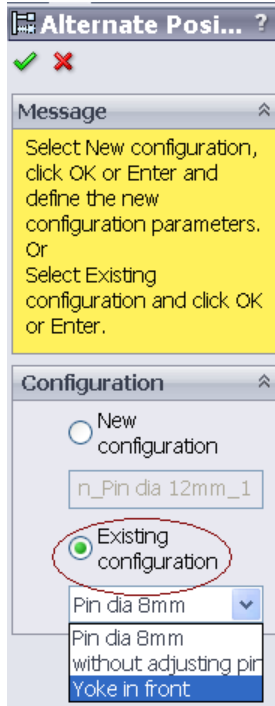 Alternate Posi... ?
Message
Select New configuration,
click OK or Enter and
define the new
configuration parameters.
Or
Select Existing
configuration and click OK
or Enter.
Configuration
New
configuration
n_Pin dia 12mm_1
Existing
configuration
Pin dia 8mm
Pin dia 8mm
without adjusting pin
Yoke in front